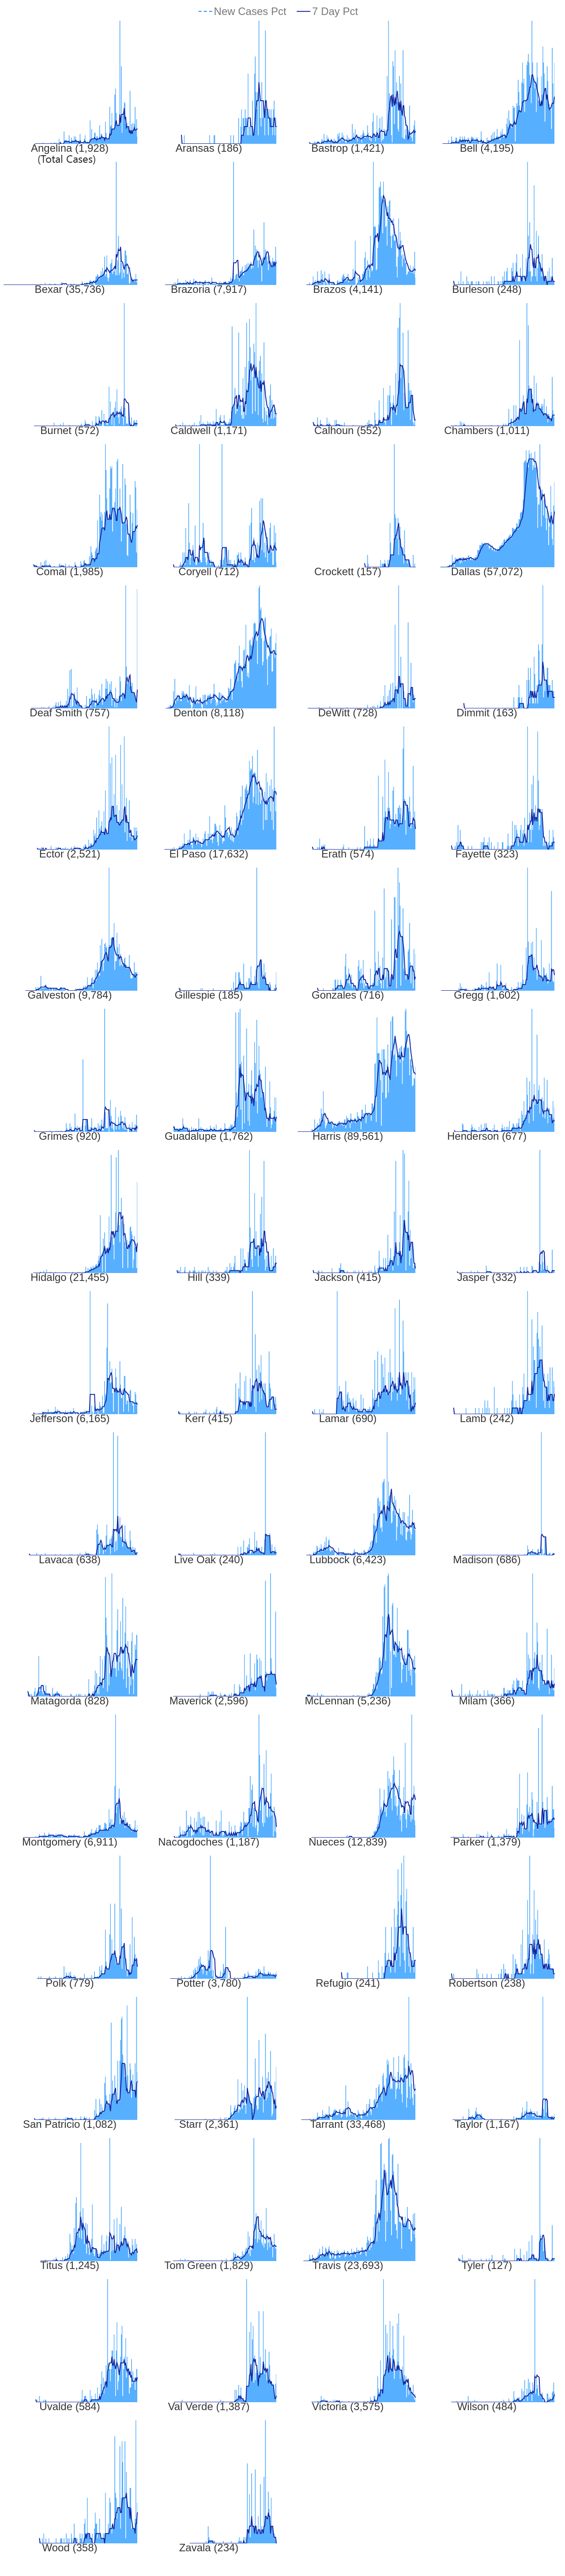 New Cases Pct 7 Day Pct
Angelina (1,928) Aransas (186) Bastrop (1,421) Bell (4,195)
(Total Cases)
Bexar (35,736) Brazoria (7,917) Brazos (4,141) Burleson (248)
Burnet (572) Caldwell (1,171) Calhoun (552) Chambers (1,011)
Comal (1,985) Coryell (712) Crockett (157) Dallas (57,072)
Deaf Smith (757) Denton (8,118) DeWitt (728) Dimmit (163)
Ector (2,521) El Paso (17,632) Erath (574) Fayette (323)
Galveston (9,784) Gillespie (185) Gonzales (716) Gregg (1,602)
Grimes (920) Guadalupe (1,762) Harris (89,561) Henderson (677)
Hidalgo (21,455) Hill (339) Jackson (415) Jasper (332)
Jefferson (6,165) Kerr (415) Lamar (690) Lamb (242)
Lavaca (638) Live Oak (240) Lubbock (6,423) Madison (686)
Matagorda (828) Maverick (2,596) McLennan (5,236) Milam (366)
Montgomery (6,911) Nacogdoches (1,187) Nueces (12,839) Parker (1,379)
Polk (779) Potter (3,780) Refugio (241) Robertson (238)
San Patricio (1,082) Starr (2,361) Tarrant (33,468) Taylor (1,167)
Titus (1,245) Tom Green (1,829) Travis (23,693) Tyler (127)
Uvalde (584) Val Verde (1,387) Victoria (3,575) Wilson (484)
Wood (358) Zavala (234)